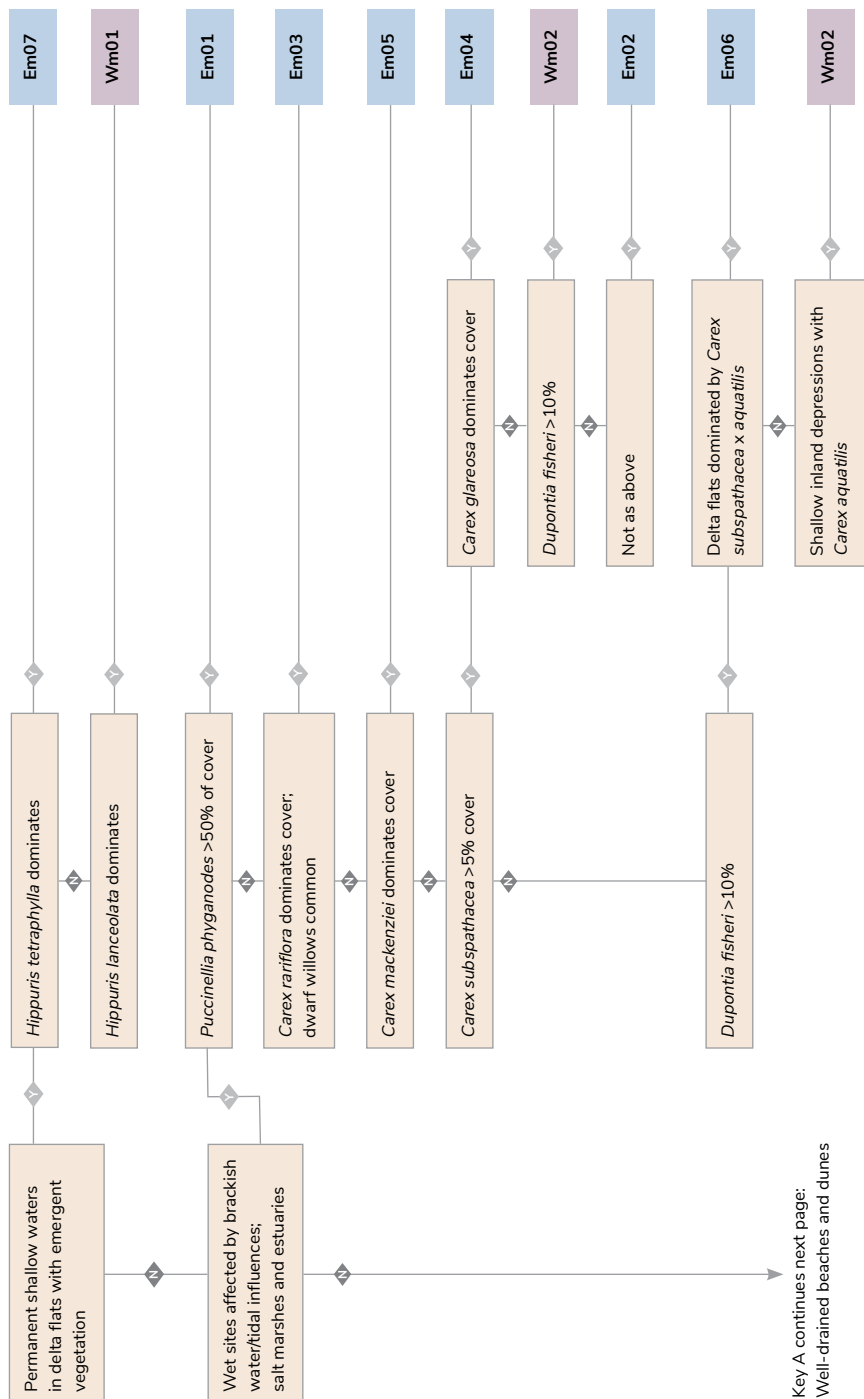 Permanent shallow waters
in delta flats with emergent
vegetation
Y
Hippuris tetraphylla dominates
Y
Em07
N
Hippuris lanceolata dominates
Y
Wm01
N
Wet sites affected by brackish
water/tidal influences;
salt marshes and estuaries
Y
Puccinellia phyganodes >50% of cover
Y
Em01
N
Carex rariflora dominates cover;
dwarf willows common
Y
Em03
N
Carex mackenziei dominates cover
Y
Em05
N
Carex subspathacea >5% cover
Y
Carex glareosa dominates cover
Y
Em04
N
Dupontia fisheri >10%
Y
Wm02
N
Not as above
Y
Em02
N
Dupontia fisheri >10%
Y
Delta flats dominated by Carex
subspathacea x aquatilis
Y
Em06
N
Shallow inland depressions with
Carex aquatilis
Y
Wm02
N
Key A continues next page:
Well-drained beaches and dunes